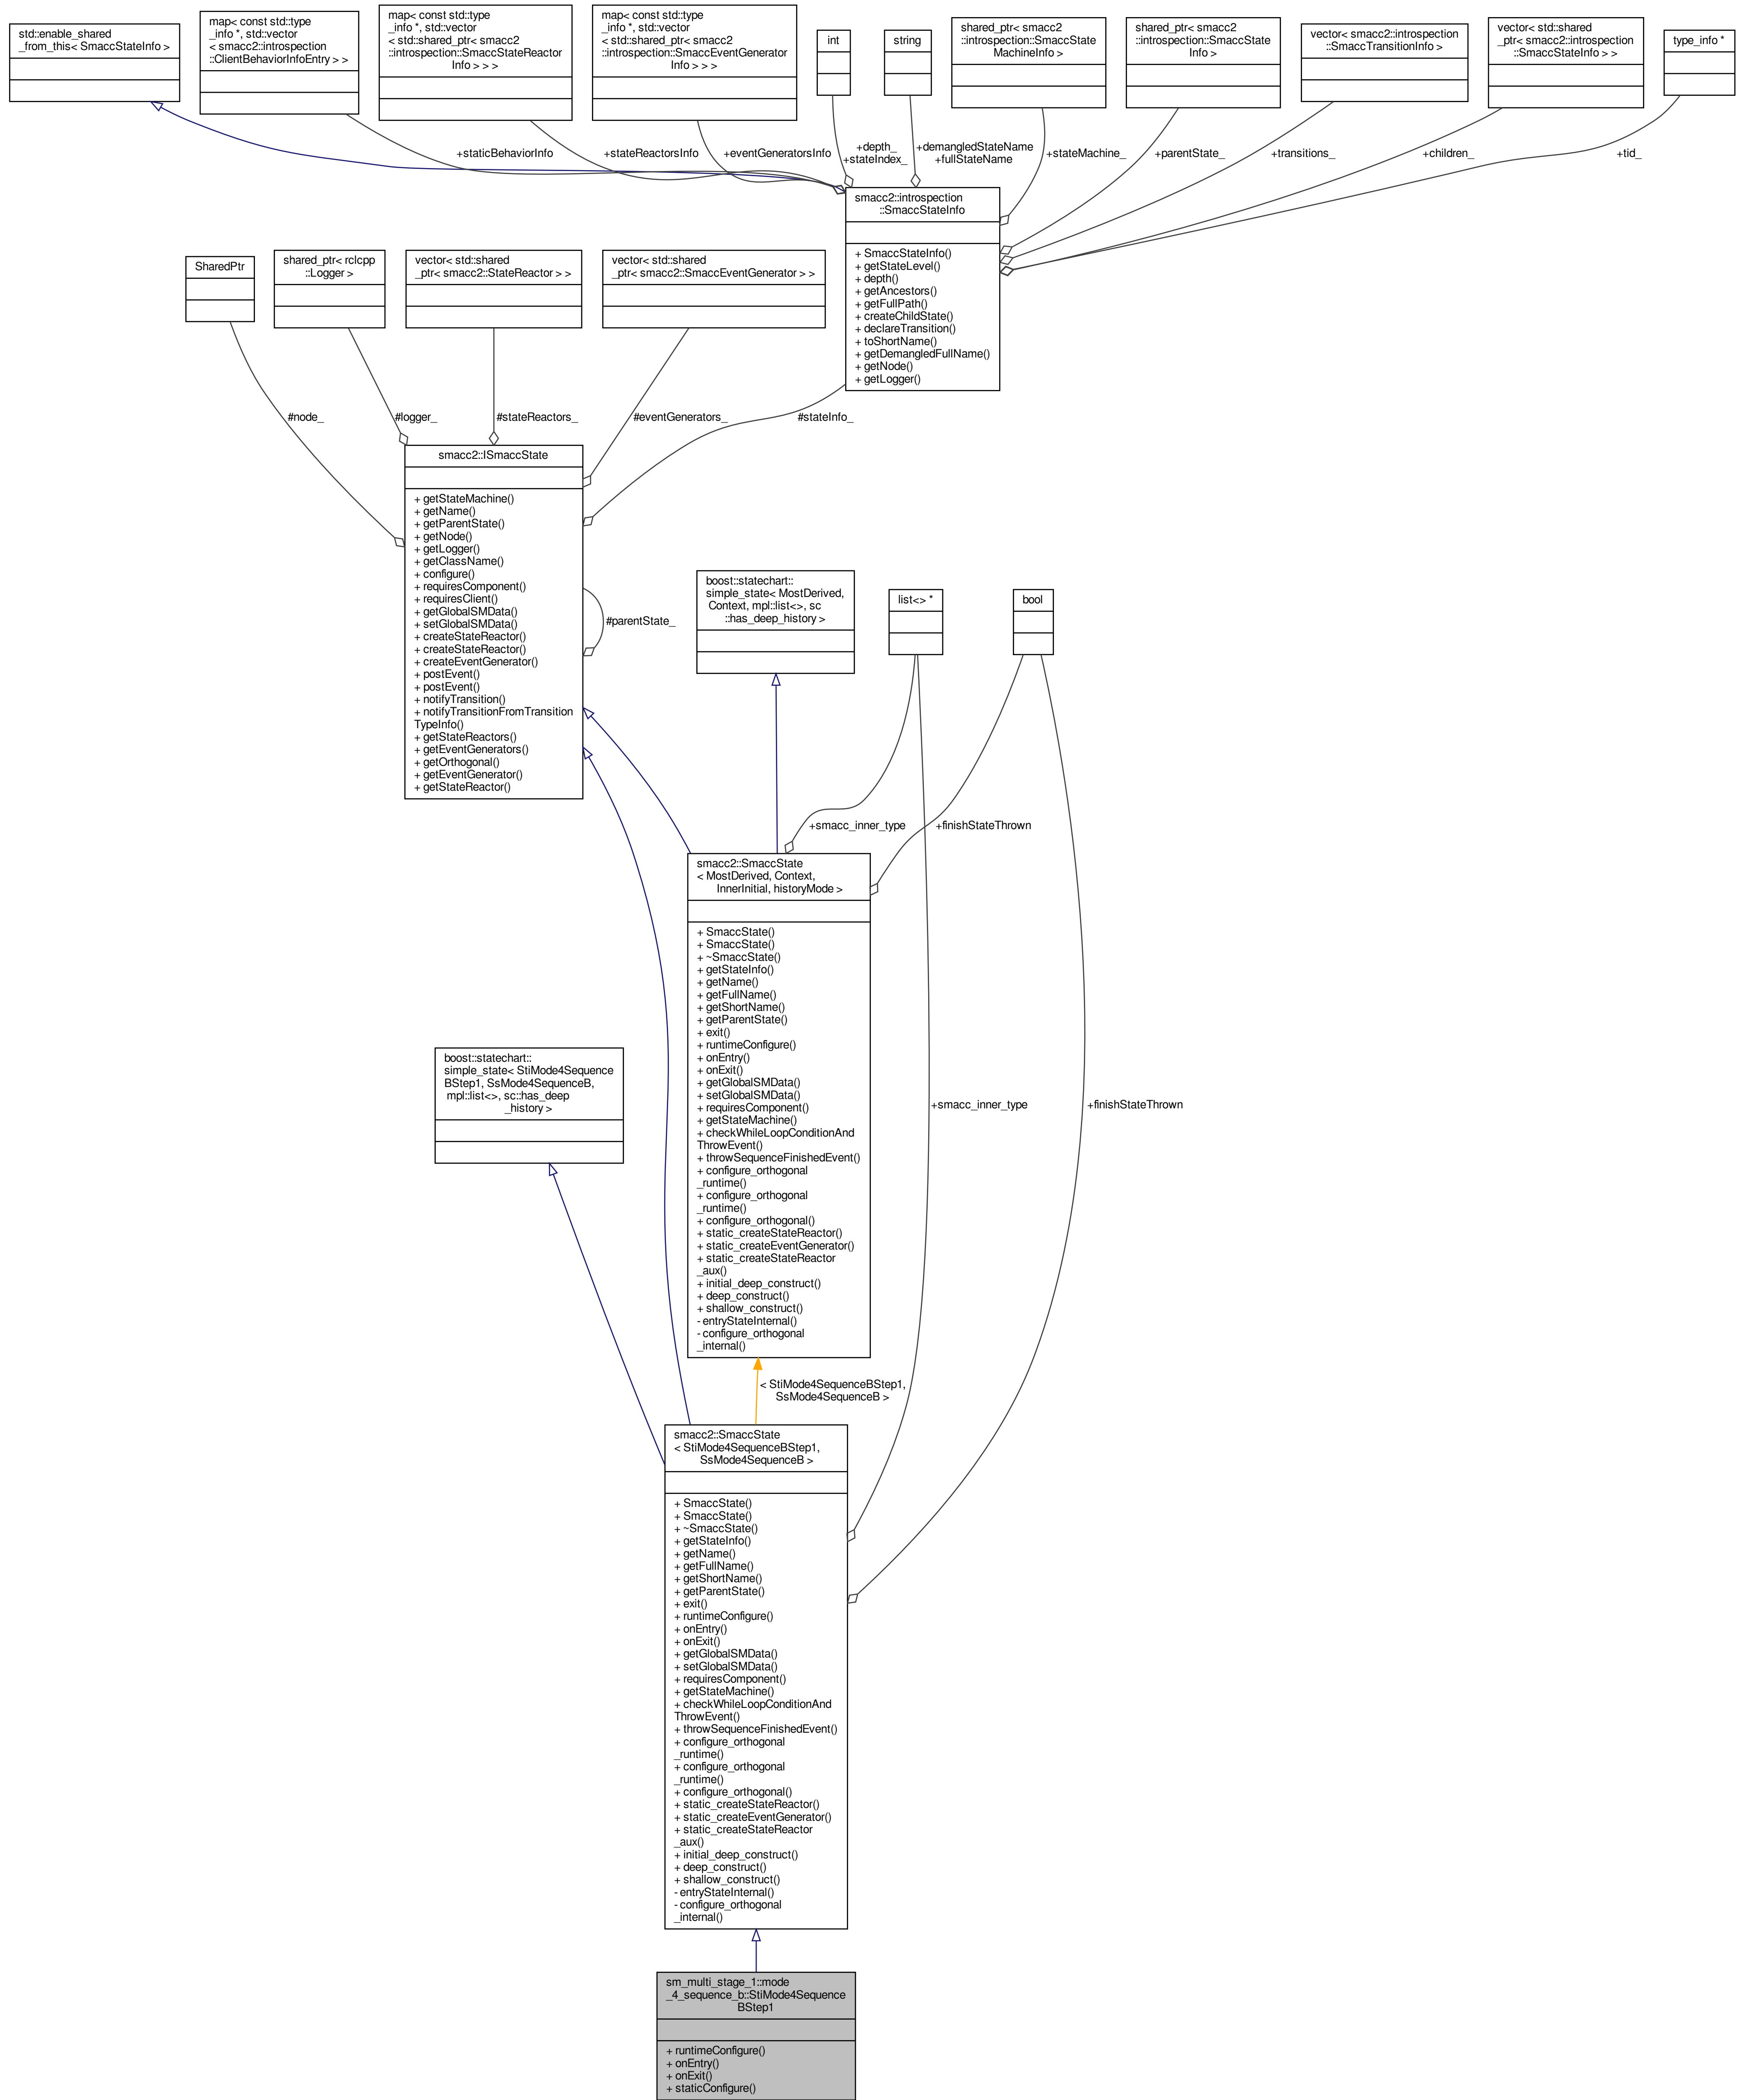 std::enable_shared
_from_this< SmaccStateInfo >
map< const std::type
_info *, std::vector
< smacc2::introspection
::ClientBehaviorInfoEntry > >
map< const std::type
_info *, std::vector
< std::shared_ptr< smacc2
::introspection::SmaccStateReactor
Info > > >
map< const std::type
_info *, std::vector
< std::shared_ptr< smacc2
::introspection::SmaccEventGenerator
Info > > >
int
string
shared_ptr< smacc2
::introspection::SmaccState
MachineInfo >
shared_ptr< smacc2
::introspection::SmaccState
Info >
vector< smacc2::introspection
::SmaccTransitionInfo >
vector< std::shared
_ptr< smacc2::introspection
::SmaccStateInfo > >
type_info *
+staticBehaviorInfo
+stateReactorsInfo
+eventGeneratorsInfo
+depth_
+stateIndex_
+demangledStateName
+fullStateName
+stateMachine_
+parentState_
+transitions_
+children_
+tid_
smacc2::introspection
::SmaccStateInfo
+ SmaccStateInfo()
+ getStateLevel()
+ depth()
+ getAncestors()
+ getFullPath()
+ createChildState()
+ declareTransition()
+ toShortName()
+ getDemangledFullName()
+ getNode()
+ getLogger()
SharedPtr
shared_ptr< rclcpp
::Logger >
vector< std::shared
_ptr< smacc2::StateReactor > >
vector< std::shared
_ptr< smacc2::SmaccEventGenerator > >
#node_
#logger_
#stateReactors_
#eventGenerators_
#stateInfo_
smacc2::ISmaccState
+ getStateMachine()
+ getName()
+ getParentState()
+ getNode()
+ getLogger()
+ getClassName()
+ configure()
+ requiresComponent()
+ requiresClient()
+ getGlobalSMData()
+ setGlobalSMData()
+ createStateReactor()
+ createStateReactor()
+ createEventGenerator()
+ postEvent()
+ postEvent()
+ notifyTransition()
+ notifyTransitionFromTransition
TypeInfo()
+ getStateReactors()
+ getEventGenerators()
+ getOrthogonal()
+ getEventGenerator()
+ getStateReactor()
#parentState_
boost::statechart::
simple_state< MostDerived,
Context, mpl::list<>, sc
::has_deep_history >
list<> *
bool
+smacc_inner_type
+finishStateThrown
smacc2::SmaccState
< MostDerived, Context,
InnerInitial, historyMode >
+ SmaccState()
+ SmaccState()
+ ~SmaccState()
+ getStateInfo()
+ getName()
+ getFullName()
+ getShortName()
+ getParentState()
+ exit()
+ runtimeConfigure()
+ onEntry()
+ onExit()
+ getGlobalSMData()
+ setGlobalSMData()
+ requiresComponent()
+ getStateMachine()
+ checkWhileLoopConditionAnd
ThrowEvent()
+ throwSequenceFinishedEvent()
+ configure_orthogonal
_runtime()
+ configure_orthogonal
_runtime()
+ configure_orthogonal()
+ static_createStateReactor()
+ static_createEventGenerator()
+ static_createStateReactor
_aux()
+ initial_deep_construct()
+ deep_construct()
+ shallow_construct()
- entryStateInternal()
- configure_orthogonal
_internal()
boost::statechart::
simple_state< StiMode4Sequence
BStep1, SsMode4SequenceB,
mpl::list<>, sc::has_deep
_history >
+smacc_inner_type
+finishStateThrown
< StiMode4SequenceBStep1,
SsMode4SequenceB >
smacc2::SmaccState
< StiMode4SequenceBStep1,
SsMode4SequenceB >
+ SmaccState()
+ SmaccState()
+ ~SmaccState()
+ getStateInfo()
+ getName()
+ getFullName()
+ getShortName()
+ getParentState()
+ exit()
+ runtimeConfigure()
+ onEntry()
+ onExit()
+ getGlobalSMData()
+ setGlobalSMData()
+ requiresComponent()
+ getStateMachine()
+ checkWhileLoopConditionAnd
ThrowEvent()
+ throwSequenceFinishedEvent()
+ configure_orthogonal
_runtime()
+ configure_orthogonal
_runtime()
+ configure_orthogonal()
+ static_createStateReactor()
+ static_createEventGenerator()
+ static_createStateReactor
_aux()
+ initial_deep_construct()
+ deep_construct()
+ shallow_construct()
- entryStateInternal()
- configure_orthogonal
_internal()
sm_multi_stage_1::mode
_4_sequence_b::StiMode4Sequence
BStep1
+ runtimeConfigure()
+ onEntry()
+ onExit()
+ staticConfigure()